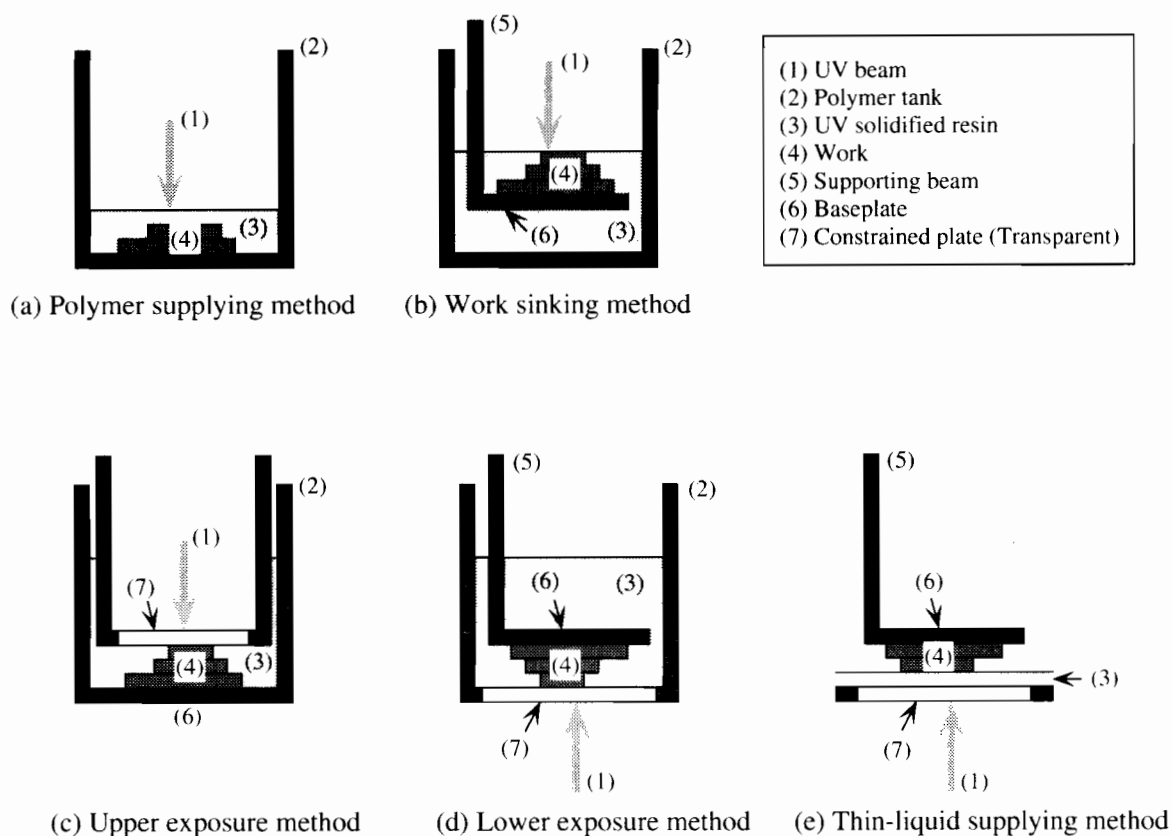 (2)
(1)
(4)
(3)
(a) Polymer supplying method
(5)
(2)
(1)
(4)
(6)
(3)
(b) Work sinking method
(1) UV beam
(2) Polymer tank
(3) UV solidified resin
(4) Work
(5) Supporting beam
(6) Baseplate
(7) Constrained plate (Transparent)
(2)
(1)
(7)
(4)
(3)
(6)
(c) Upper exposure method
(5)
(2)
(6)
(3)
(4)
(7)
(1)
(d) Lower exposure method
(5)
(6)
(4)
(3)
(7)
(1)
(e) Thin-liquid supplying method